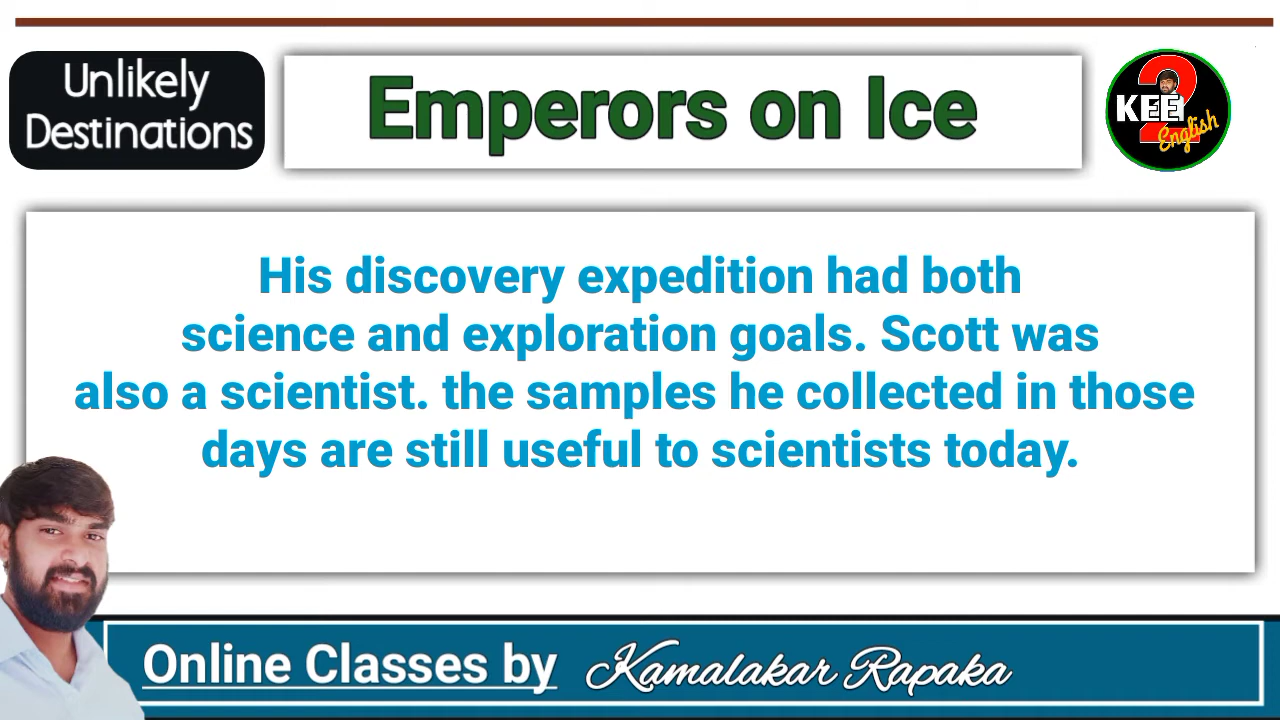 Unlikely
Destinations
Emperors on Ice
KEE
2
English
His discovery expedition had both
science and exploration goals. Scott was
also a scientist. the samples he collected in those
days are still useful to scientists today.
Online Classes by Kamalakar Rapaka